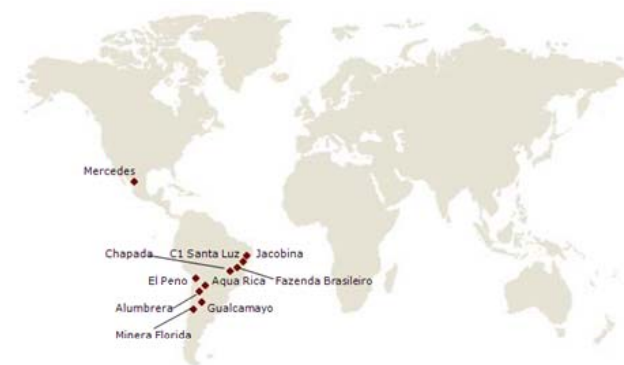 Mercedes
Chapada
C1 Santa Luz
Jacobina
El Peno
Aqua Rica
Fazenda Brasileiro
Alumbrera
Gualcamayo
Minera Florida